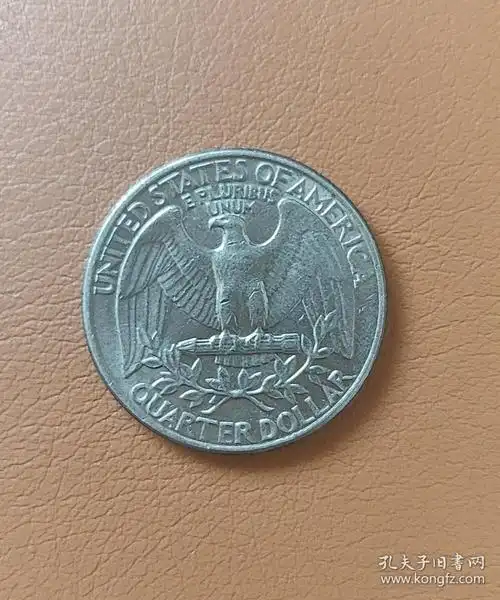 UNITED STATES OF AMERICA
E PLURIBUS
UNUM
QUARTER DOLLAR
孔夫子旧书网
www.kongfz.com